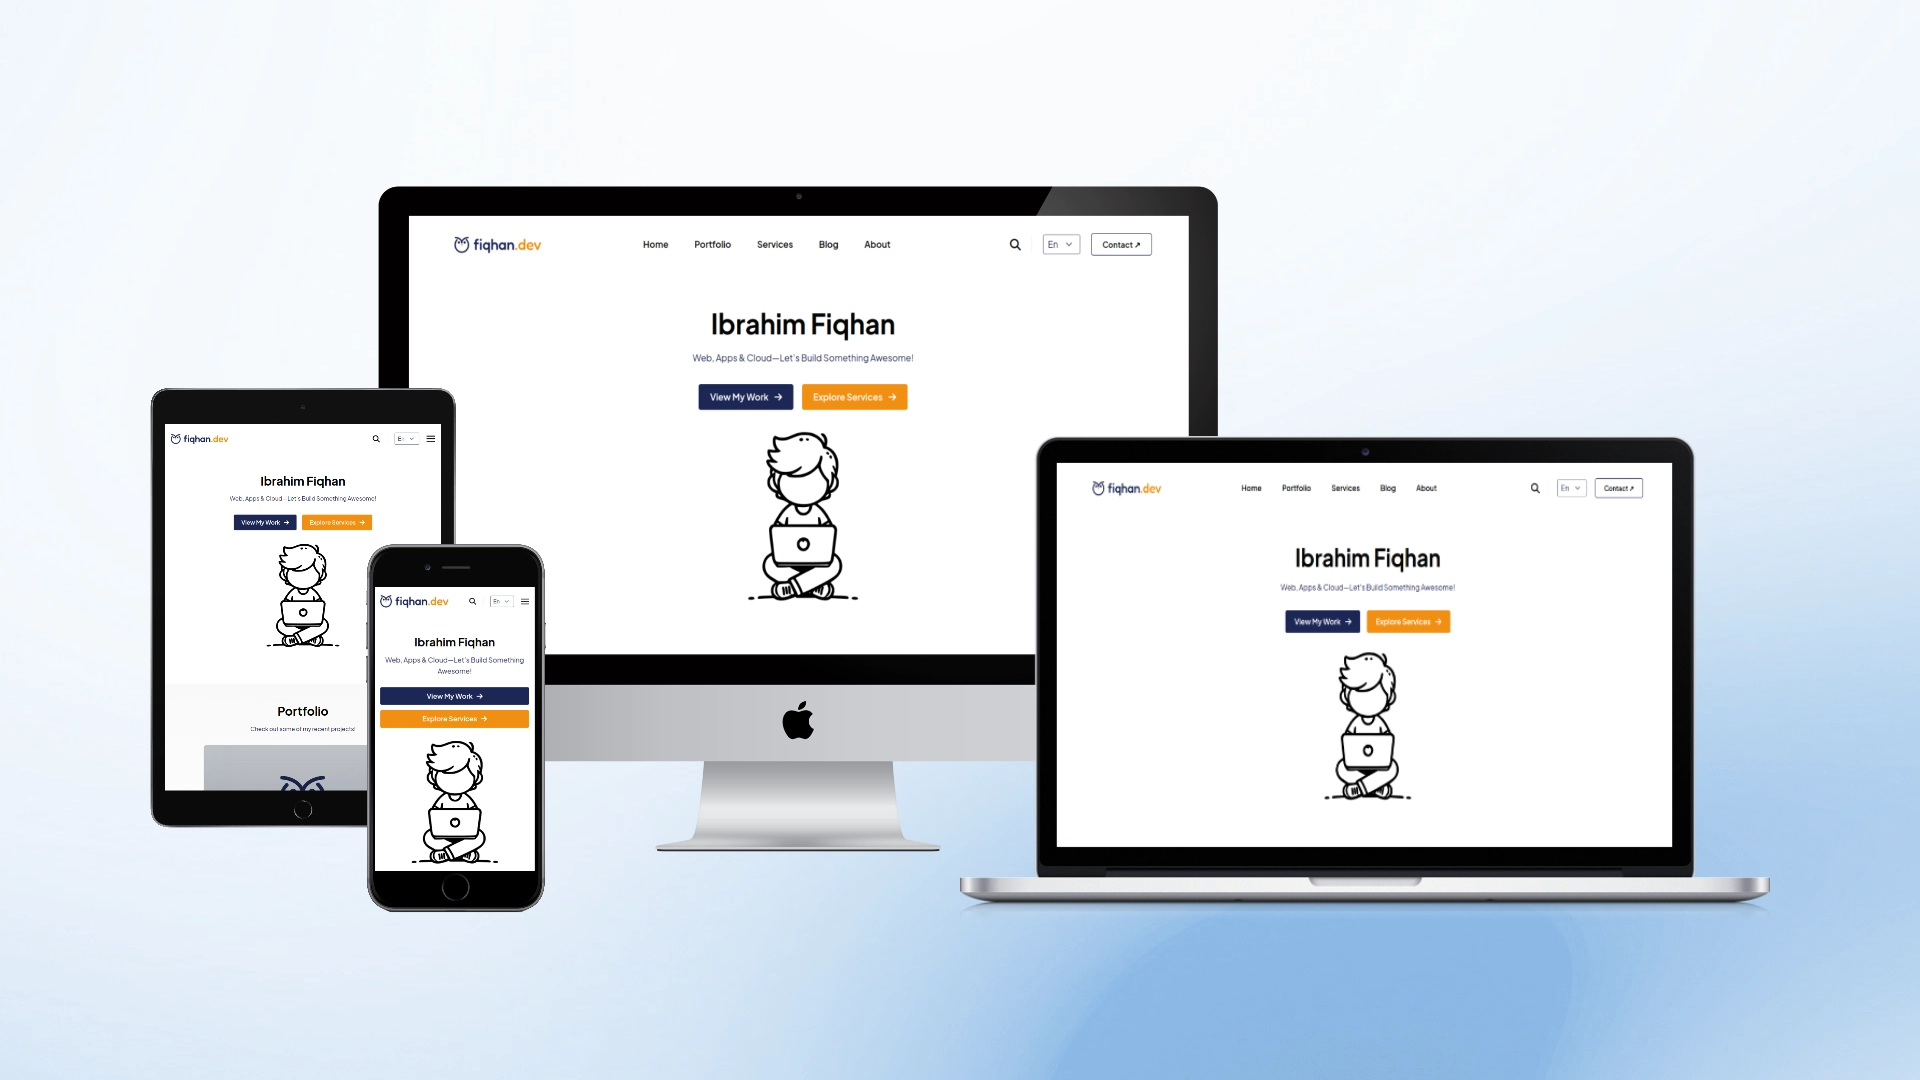 fiqhan.dev Home Portfolio Services Blog About En Contact ↗
Ibrahim Fiqhan
Web, Apps & Cloud—Let's Build Something Awesome!
View My Work → Explore Services →
fiqhan.dev E
Ibrahim Fiqhan
Web, Apps & Cloud—Let's Build Something Awesome!
View My Work → Explore Services →
Portfolio
Check out some of my recent projects!
fiqhan.dev En
Ibrahim Fiqhan
Web, Apps & Cloud—Let's Build Something
Awesome!
View My Work →
Explore Services →
fiqhan.dev Home Portfolio Services Blog About En Contact ↗
Ibrahim Fiqhan
Web, Apps & Cloud—Let's Build Something Awesome!
View My Work → Explore Services →